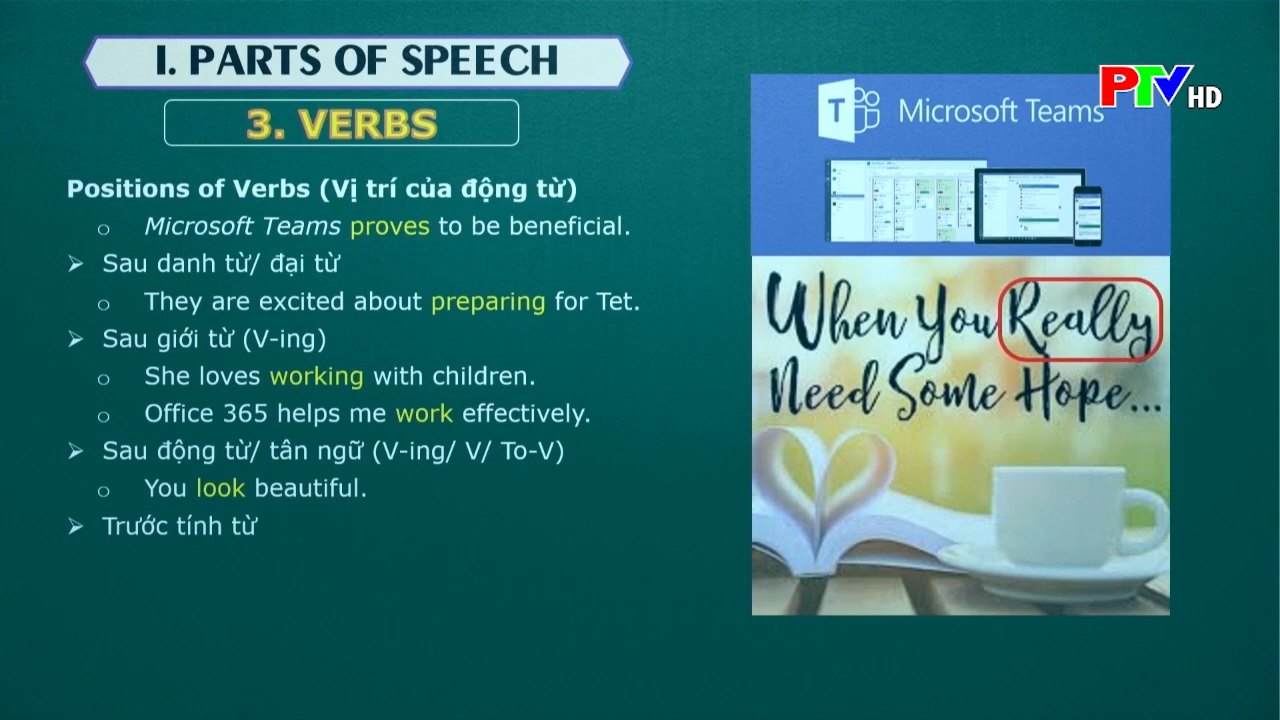 I. PARTS OF SPEECH
3. VERBS
Positions of Verbs (Vị trí của động từ)
o Microsoft Teams proves to be beneficial.
➢ Sau danh từ/ đại từ
o They are excited about preparing for Tet.
➢ Sau giới từ (V-ing)
o She loves working with children.
o Office 365 helps me work effectively.
➢ Sau động từ/ tân ngữ (V-ing/ V/ To-V)
o You look beautiful.
➢ Trước tính từ
PTV HD
T Microsoft Teams
When You Really
Need Some Hope...